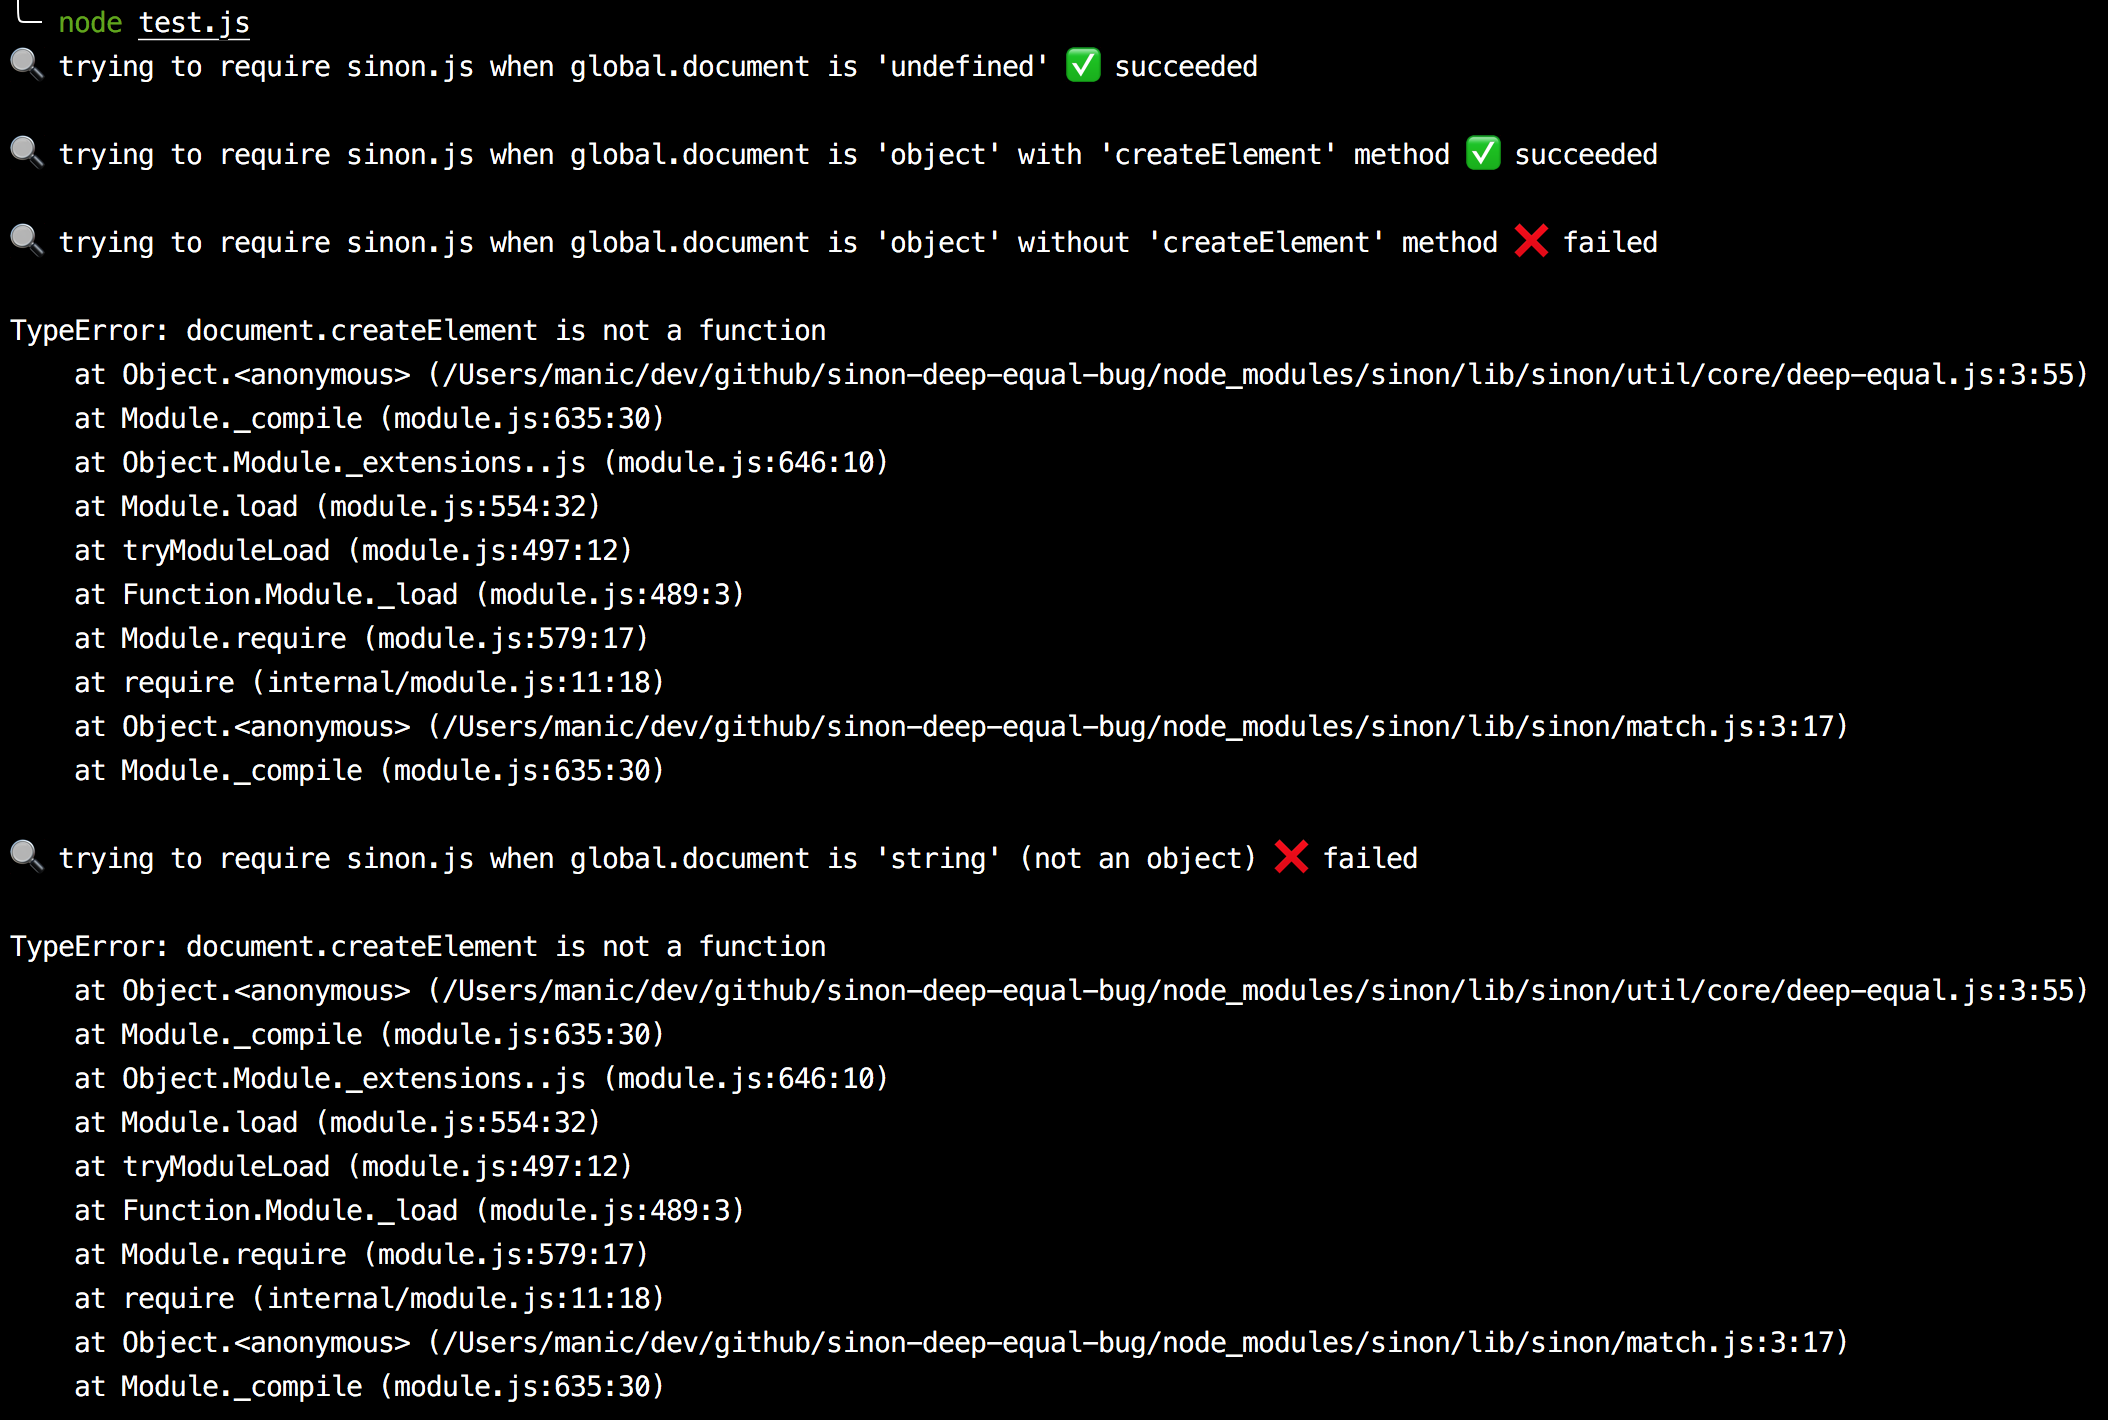 node test.js
🔍 trying to require sinon.js when global.document is 'undefined' ✅ succeeded
🔍 trying to require sinon.js when global.document is 'object' with 'createElement' method ✅ succeeded
🔍 trying to require sinon.js when global.document is 'object' without 'createElement' method ❌ failed
TypeError: document.createElement is not a function
    at Object.<anonymous> (/Users/manic/dev/github/sinon-deep-equal-bug/node_modules/sinon/lib/sinon/util/core/deep-equal.js:3:55)
    at Module._compile (module.js:635:30)
    at Object.Module._extensions..js (module.js:646:10)
    at Module.load (module.js:554:32)
    at tryModuleLoad (module.js:497:12)
    at Function.Module._load (module.js:489:3)
    at Module.require (module.js:579:17)
    at require (internal/module.js:11:18)
    at Object.<anonymous> (/Users/manic/dev/github/sinon-deep-equal-bug/node_modules/sinon/lib/sinon/match.js:3:17)
    at Module._compile (module.js:635:30)
🔍 trying to require sinon.js when global.document is 'string' (not an object) ❌ failed
TypeError: document.createElement is not a function
    at Object.<anonymous> (/Users/manic/dev/github/sinon-deep-equal-bug/node_modules/sinon/lib/sinon/util/core/deep-equal.js:3:55)
    at Module._compile (module.js:635:30)
    at Object.Module._extensions..js (module.js:646:10)
    at Module.load (module.js:554:32)
    at tryModuleLoad (module.js:497:12)
    at Function.Module._load (module.js:489:3)
    at Module.require (module.js:579:17)
    at require (internal/module.js:11:18)
    at Object.<anonymous> (/Users/manic/dev/github/sinon-deep-equal-bug/node_modules/sinon/lib/sinon/match.js:3:17)
    at Module._compile (module.js:635:30)